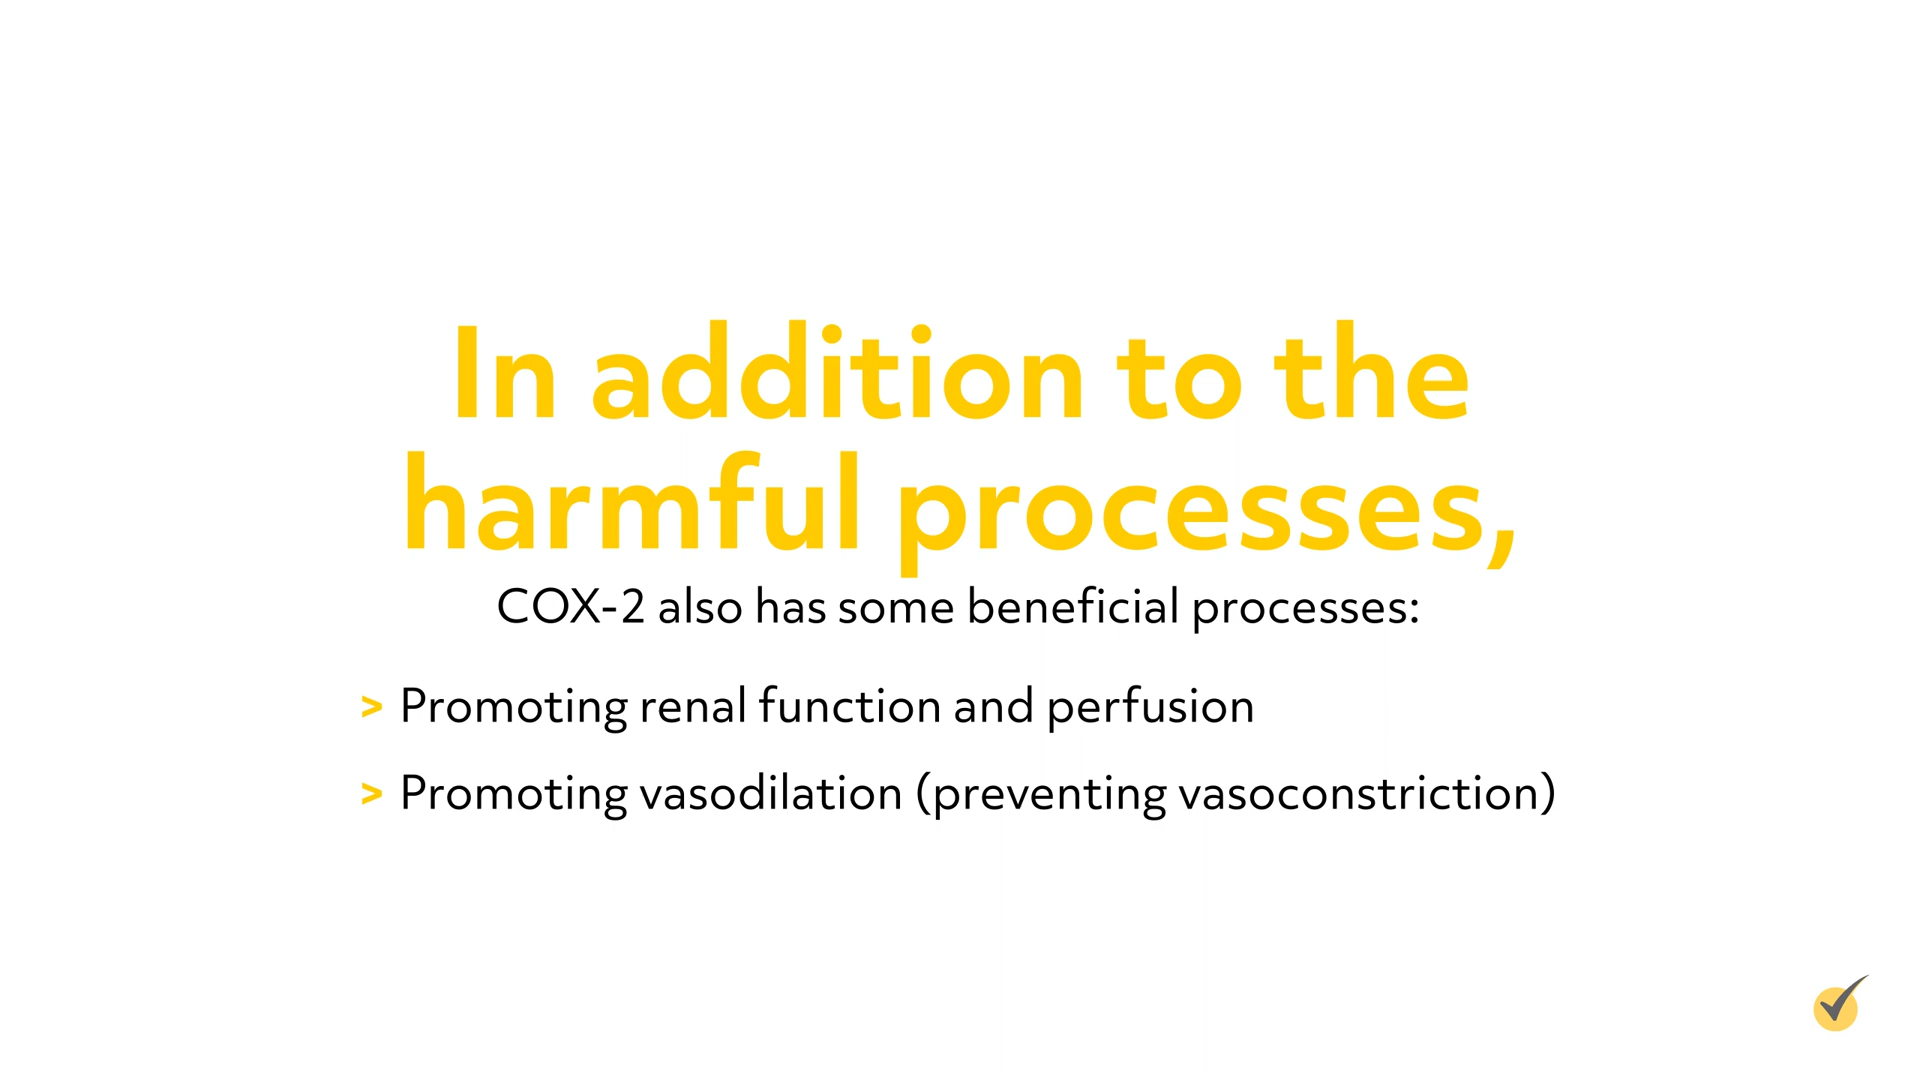 In addition to the
harmful processes,
COX-2 also has some beneficial processes:
> Promoting renal function and perfusion
> Promoting vasodilation (preventing vasoconstriction)